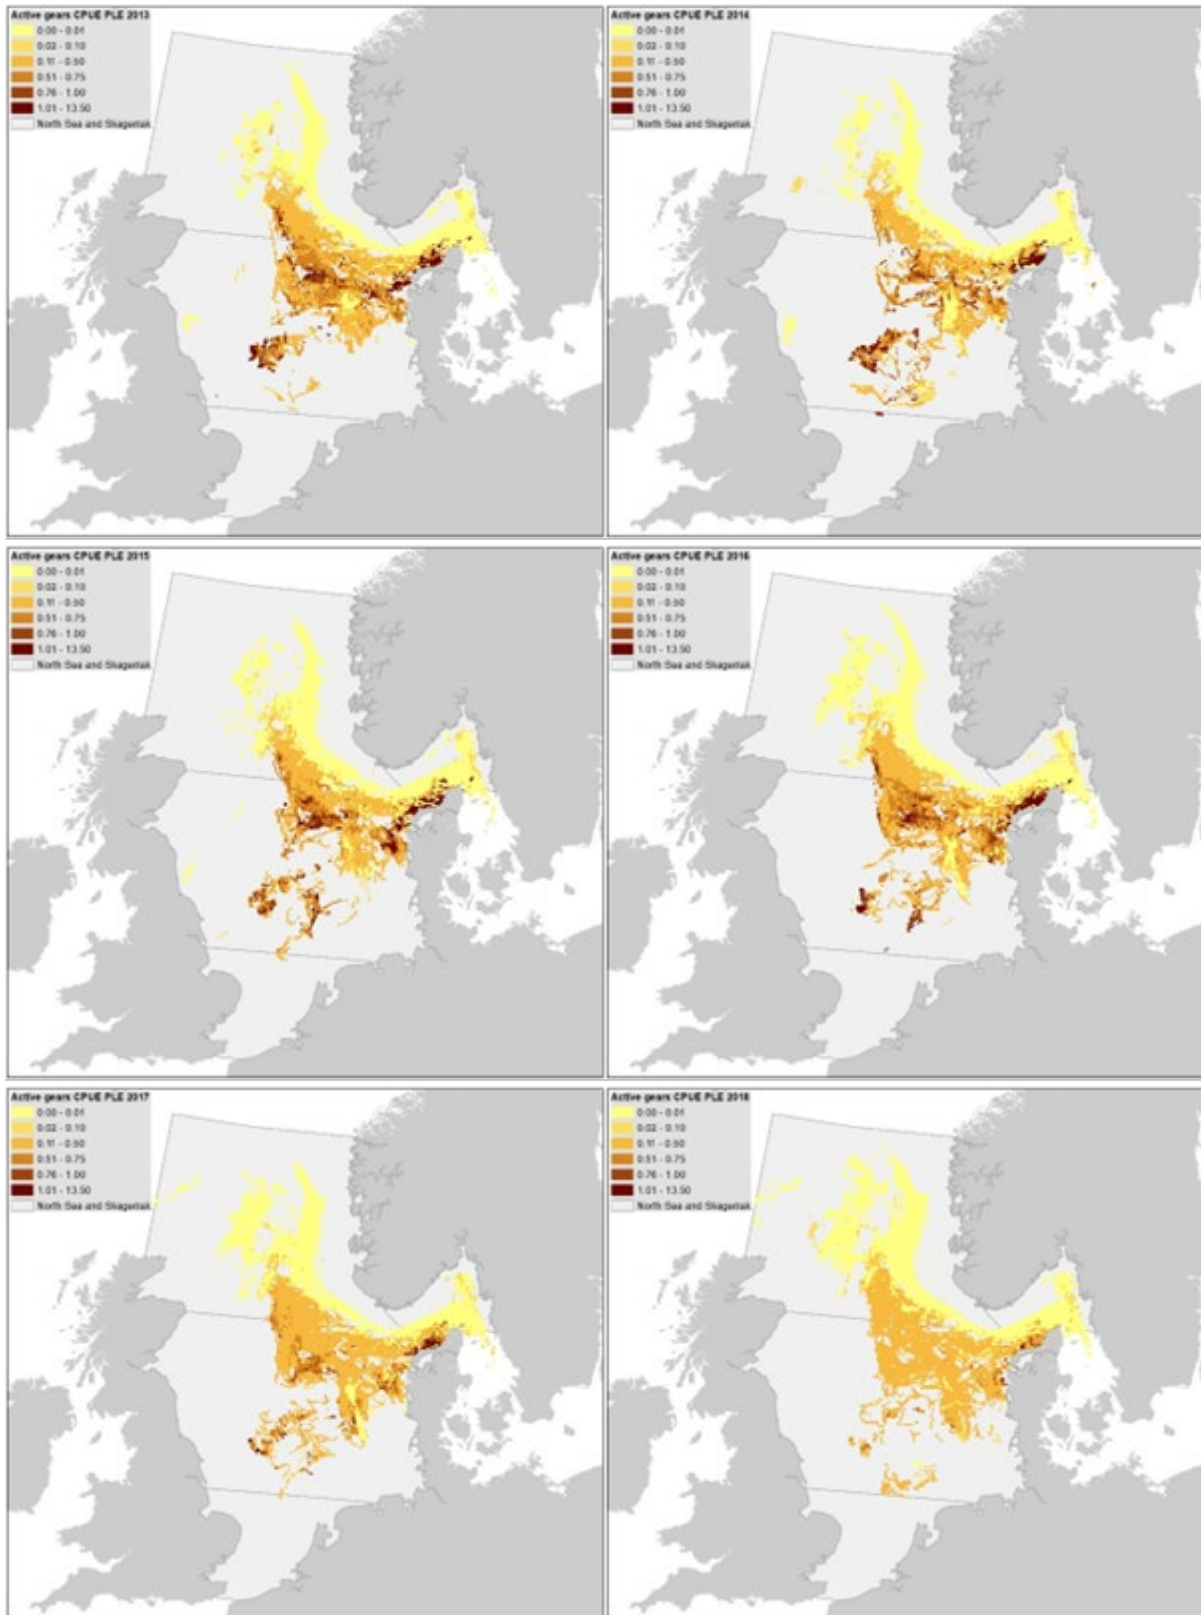 Active gears CPUE PLE 2013
0.00 - 0.01
0.02 - 0.10
0.11 - 0.50
0.51 - 0.75
0.76 - 1.00
1.01 - 13.50
North Sea and Skagerrak
Active gears CPUE PLE 2014
0.00 - 0.01
0.02 - 0.10
0.11 - 0.50
0.51 - 0.75
0.76 - 1.00
1.01 - 13.50
North Sea and Skagerrak
Active gears CPUE PLE 2015
0.00 - 0.01
0.02 - 0.10
0.11 - 0.50
0.51 - 0.75
0.76 - 1.00
1.01 - 13.50
North Sea and Skagerrak
Active gears CPUE PLE 2016
0.00 - 0.01
0.02 - 0.10
0.11 - 0.50
0.51 - 0.75
0.76 - 1.00
1.01 - 13.50
North Sea and Skagerrak
Active gears CPUE PLE 2017
0.00 - 0.01
0.02 - 0.10
0.11 - 0.50
0.51 - 0.75
0.76 - 1.00
1.01 - 13.50
North Sea and Skagerrak
Active gears CPUE PLE 2018
0.00 - 0.01
0.02 - 0.10
0.11 - 0.50
0.51 - 0.75
0.76 - 1.00
1.01 - 13.50
North Sea and Skagerrak